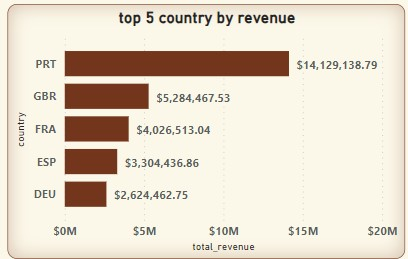 top 5 country by revenue
PRT $14,129,138.79
GBR $5,284,467.53
FRA $4,026,513.04
ESP $3,304,436.86
DEU $2,624,462.75
country
$0M $5M $10M $15M $20M
total_revenue